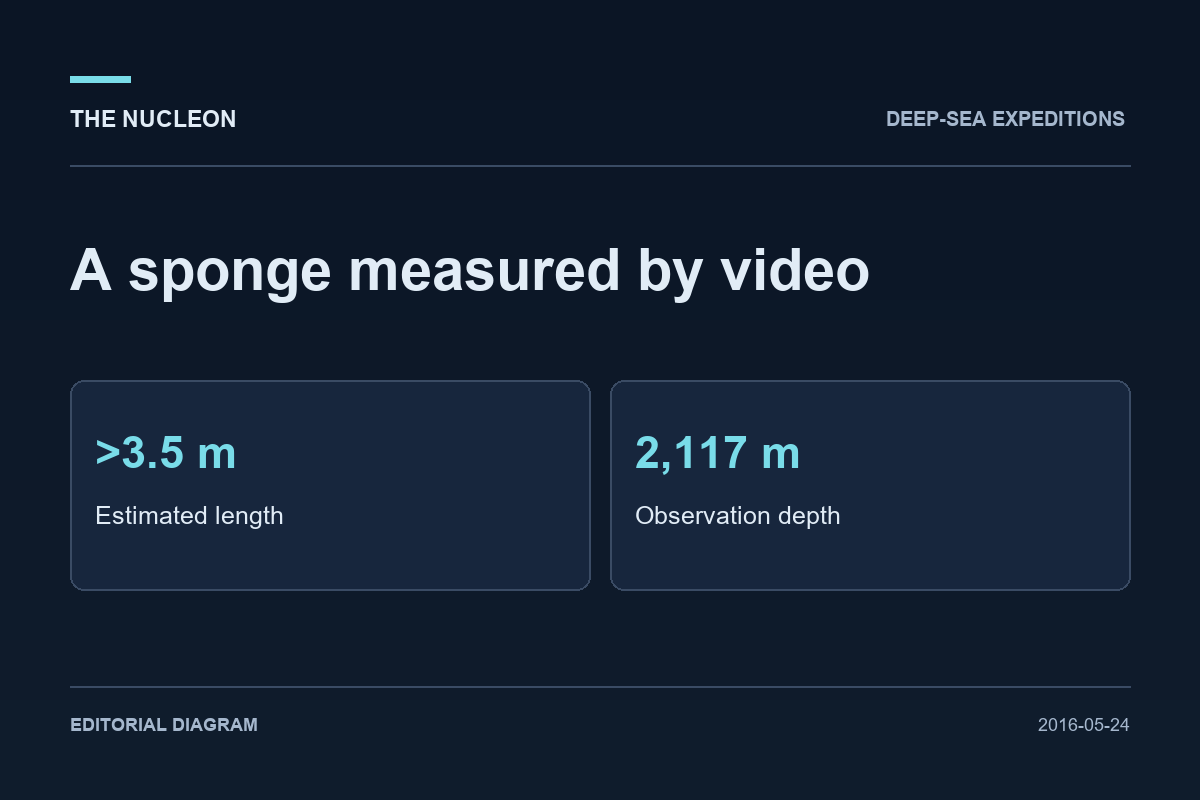 THE NUCLEON
DEEP-SEA EXPEDITIONS
A sponge measured by video
>3.5 m
Estimated length
2,117 m
Observation depth
EDITORIAL DIAGRAM
2016-05-24